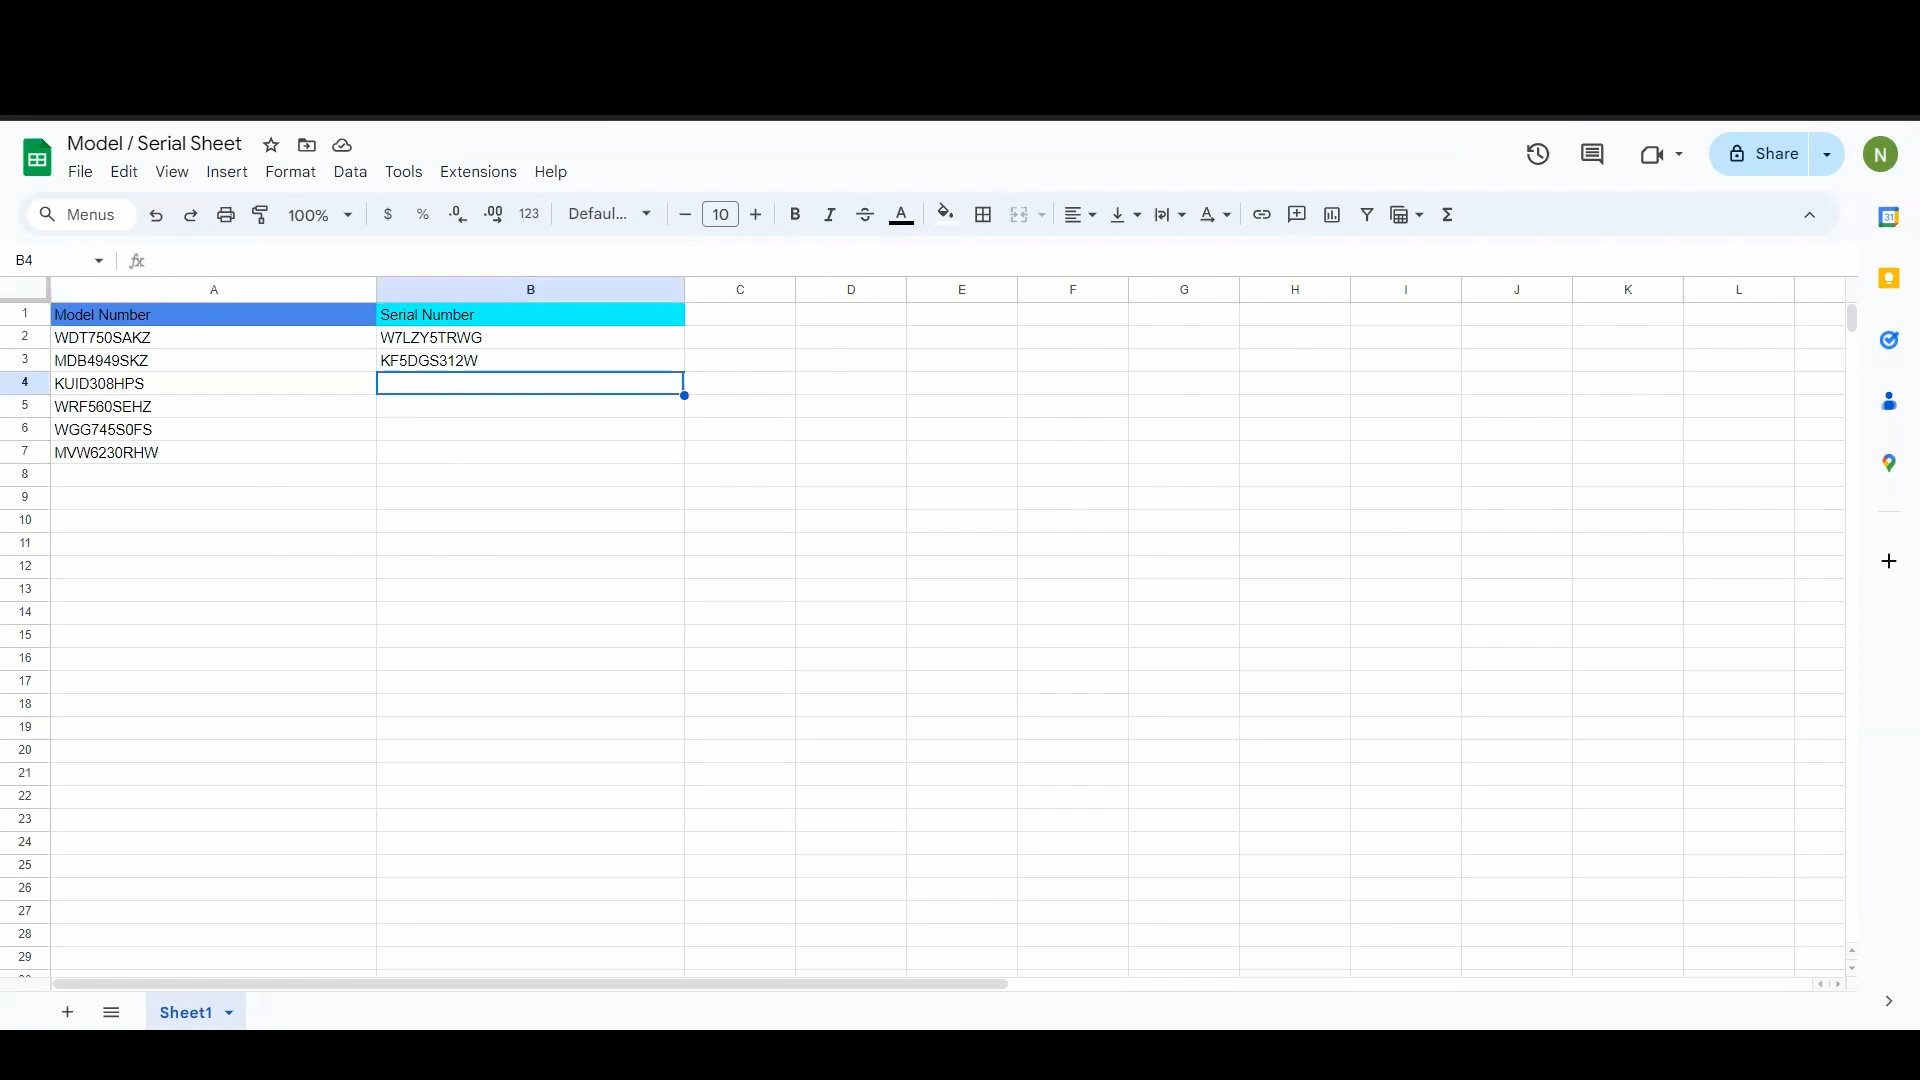 Model / Serial Sheet
File Edit View Insert Format Data Tools Extensions Help
Share
N
Menus 100% $ % .0 .00 123 Defaul... 10 B I A
31
B4 fx
A B C D E F G H I J K L
1 Model Number Serial Number
2 WDT750SAKZ W7LZY5TRWG
3 MDB4949SKZ KF5DGS312W
4 KUID308HPS
5 WRF560SEHZ
6 WGG745S0FS
7 MVW6230RHW
8
9
10
11
12
13
14
15
16
17
18
19
20
21
22
23
24
25
26
27
28
29
Sheet1